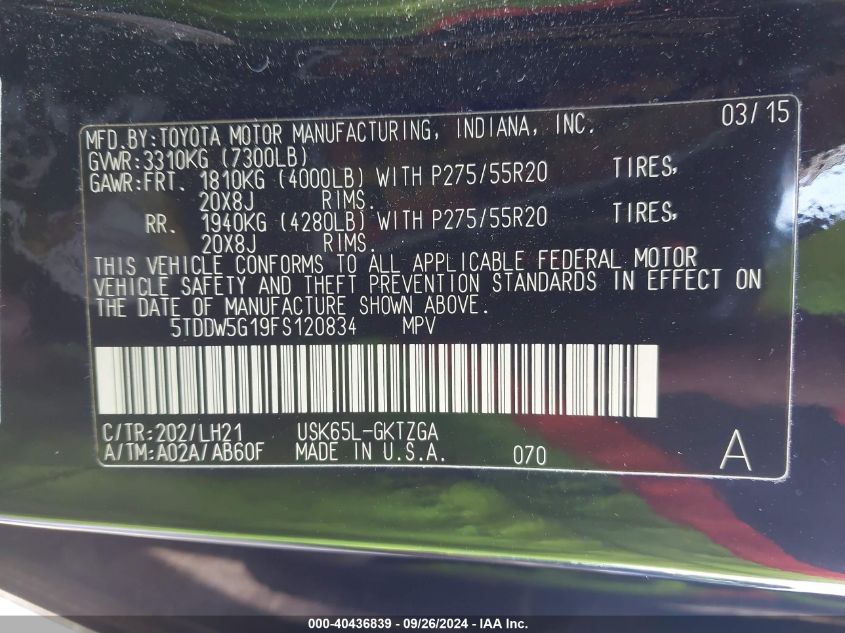 03/15
MFD.BY:TOYOTA MOTOR MANUFACTURING, INDIANA, INC.
GVWR:3310KG (7300LB)
GAWR:FRT. 1810KG (4000LB) WITH P275/55R20 TIRES,
20X8J RIMS.
RR. 1940KG (4280LB) WITH P275/55R20 TIRES,
20X8J RIMS.
THIS VEHICLE CONFORMS TO ALL APPLICABLE FEDERAL MOTOR
VEHICLE SAFETY AND THEFT PREVENTION STANDARDS IN EFFECT ON
THE DATE OF MANUFACTURE SHOWN ABOVE.
5TDDW5G19FS120834 MPV
C/TR:202/LH21 USK65L-GKTZGA
A/TM:A02A/AB60F MADE IN U.S.A. 070 A
000-40436839 - 09/26/2024 - IAA Inc.